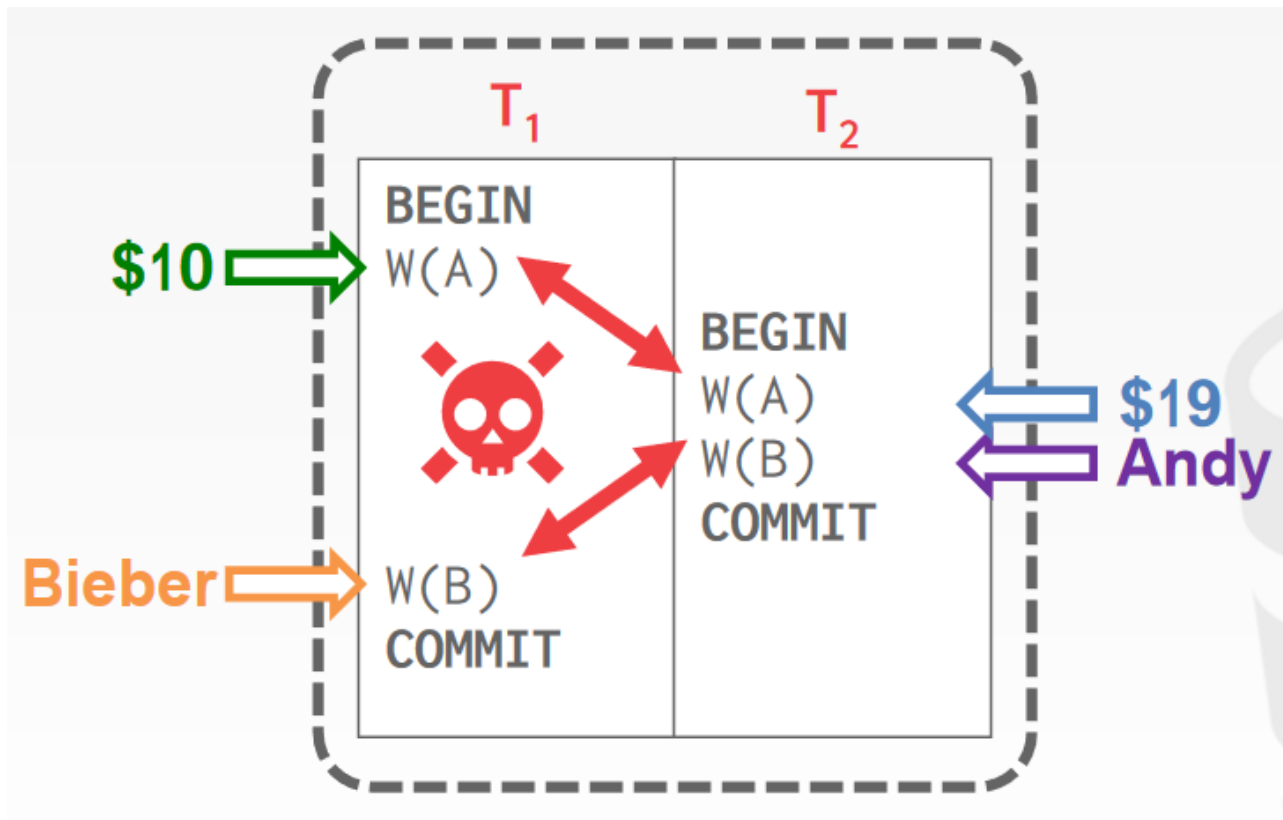 T1 T2
BEGIN
$10 W(A)
BEGIN
W(A) $19
W(B) Andy
COMMIT
Bieber W(B)
COMMIT